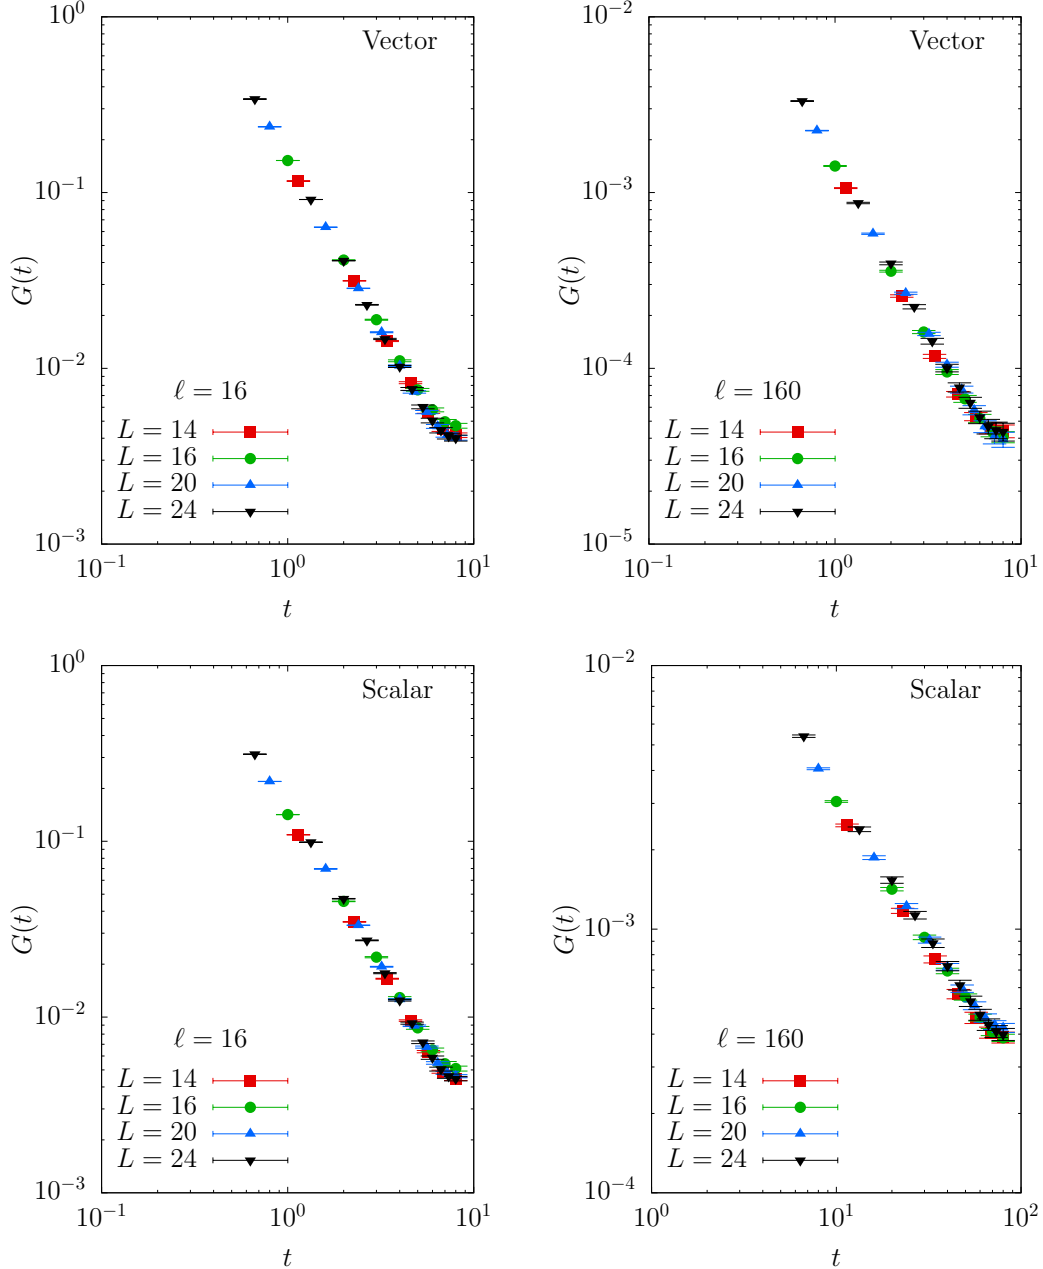 Vector
G(t)
10^0
10^{-1}
10^{-2}
10^{-3}
ℓ = 16
L = 14
L = 16
L = 20
L = 24
10^{-1}
10^0
10^1
t
Vector
G(t)
10^{-2}
10^{-3}
10^{-4}
10^{-5}
ℓ = 160
L = 14
L = 16
L = 20
L = 24
10^{-1}
10^0
10^1
t
Scalar
G(t)
10^0
10^{-1}
10^{-2}
10^{-3}
ℓ = 16
L = 14
L = 16
L = 20
L = 24
10^{-1}
10^0
10^1
t
Scalar
G(t)
10^{-2}
10^{-3}
10^{-4}
ℓ = 160
L = 14
L = 16
L = 20
L = 24
10^0
10^1
10^2
t